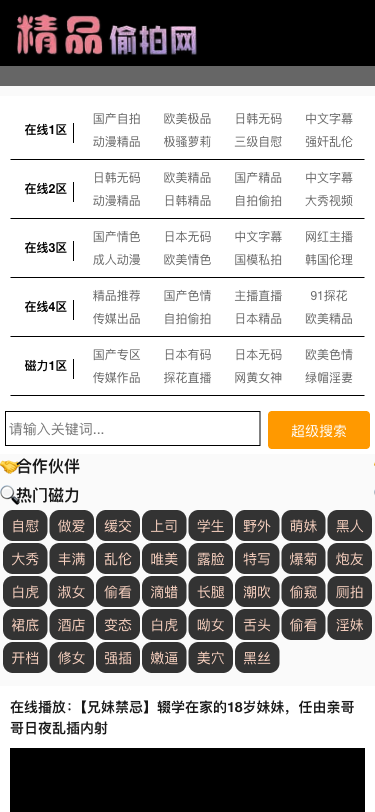 精品偷拍网
在线1区 国产自拍 欧美极品 日韩无码 中文字幕
动漫精品 极骚萝莉 三级自慰 强奸乱伦
在线2区 日韩无码 欧美精品 国产精品 中文字幕
动漫精品 日韩精品 自拍偷拍 大秀视频
在线3区 国产情色 日本无码 中文字幕 网红主播
成人动漫 欧美情色 国模私拍 韩国伦理
在线4区 精品推荐 国产色情 主播直播 91探花
传媒出品 自拍偷拍 日本精品 欧美精品
磁力1区 国产专区 日本有码 日本无码 欧美色情
传媒作品 探花直播 网黄女神 绿帽淫妻
请输入关键词... 超级搜索
合作伙伴
热门磁力
自慰 做爱 缓交 上司 学生 野外 萌妹 黑人
大秀 丰满 乱伦 唯美 露脸 特写 爆菊 炮友
白虎 淑女 偷看 滴蜡 长腿 潮吹 偷窥 厕拍
裙底 酒店 变态 白虎 呦女 舌头 偷看 淫妹
开档 修女 强插 嫩逼 美穴 黑丝
在线播放：【兄妹禁忌】辍学在家的18岁妹妹，任由亲哥
哥日夜乱插内射